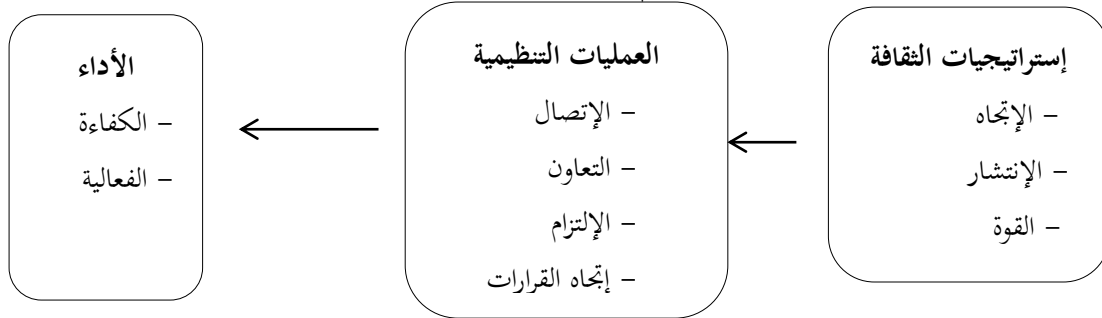 إستراتيجيات الثقافة
– الإتجاه
– الإنتشار
– القوة
العمليات التنظيمية
– الإتصال
– التعاون
– الإلتزام
– إتجاه القرارات
الأداء
– الكفاءة
– الفعالية